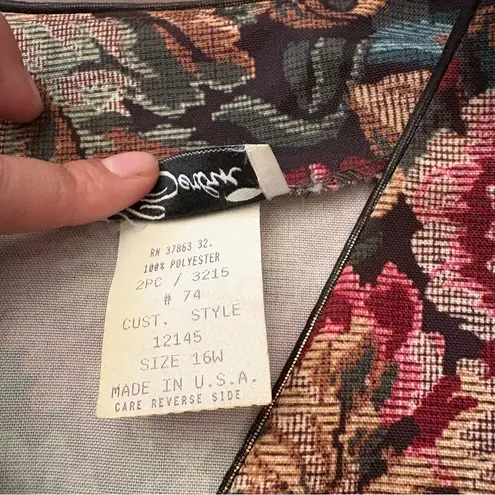 RN 37863 32.
100% POLYESTER
2PC / 3215
# 74
CUST. STYLE
12145
SIZE 16W
MADE IN U.S.A.
CARE REVERSE SIDE